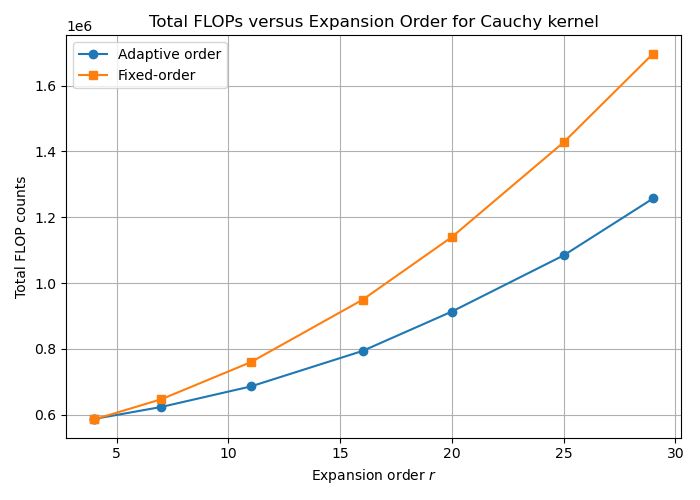 Total FLOPs versus Expansion Order for Cauchy kernel
1e6
Adaptive order
Fixed-order
1.6
1.4
1.2
1.0
0.8
0.6
Total FLOP counts
5 10 15 20 25 30
Expansion order r